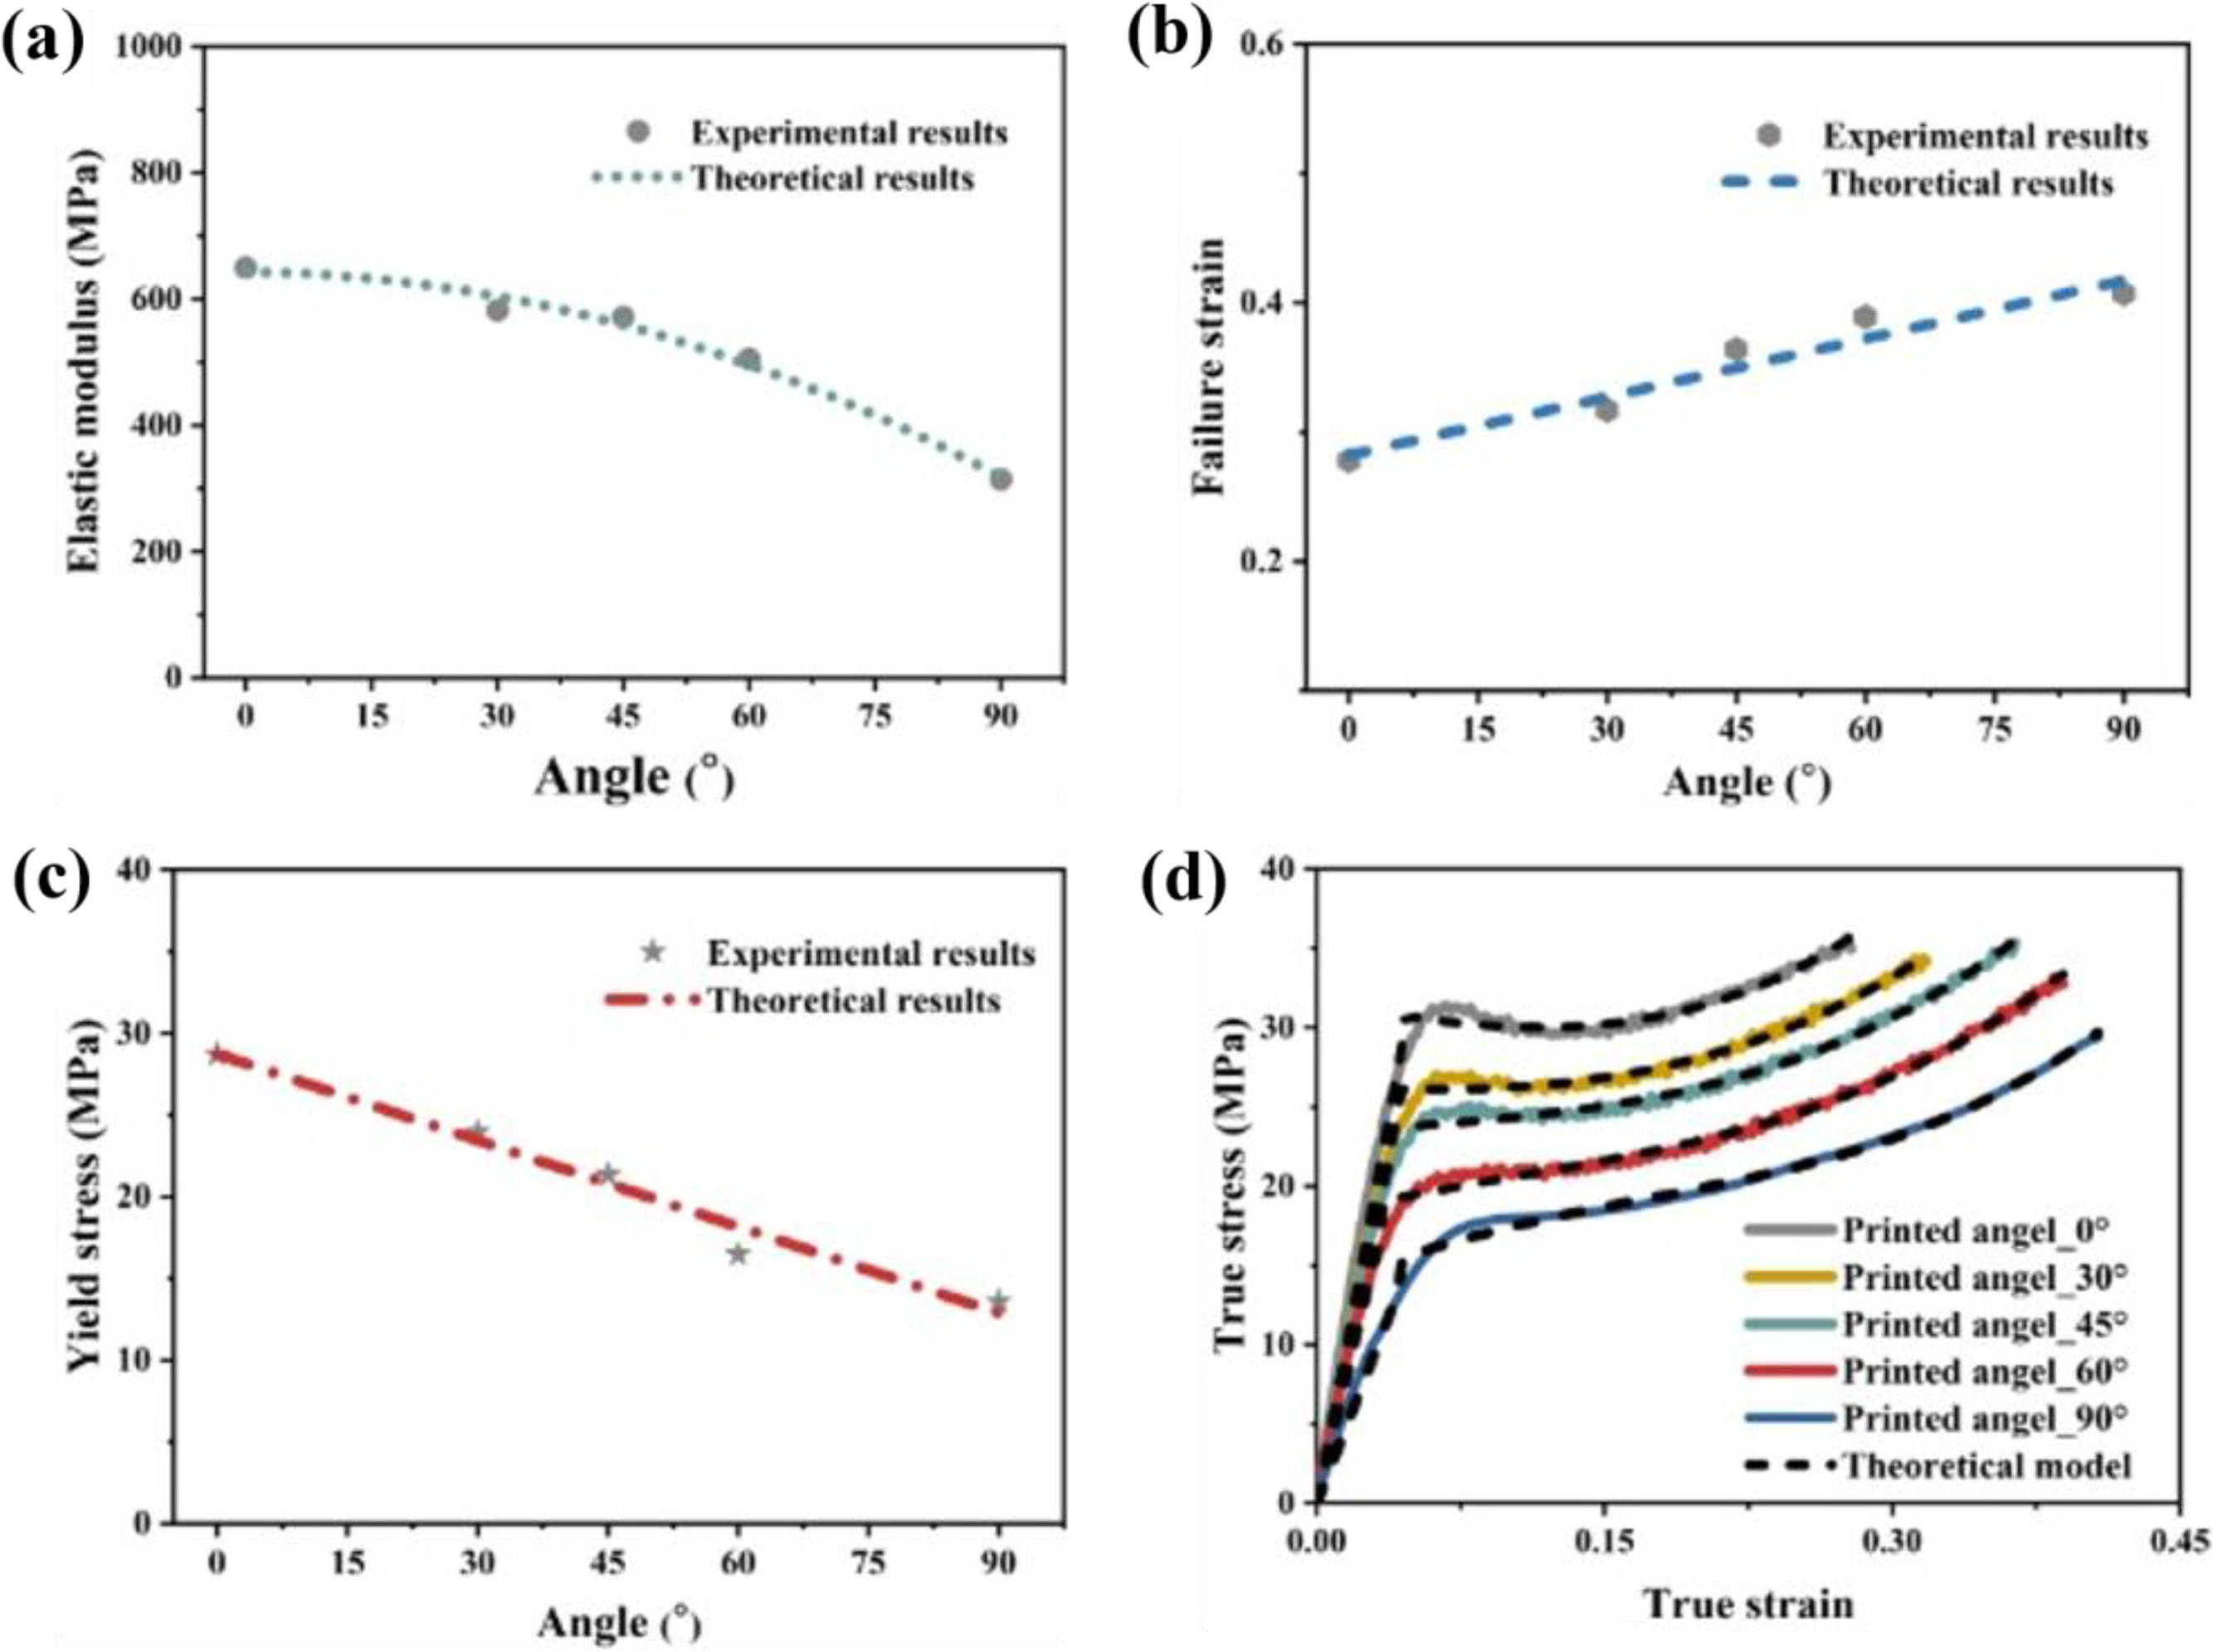 (a)
1000
800
600
400
200
0
Elastic modulus (MPa)
Experimental results
Theoretical results
0 15 30 45 60 75 90
Angle (°)
(b)
0.6
0.4
0.2
Failure strain
Experimental results
Theoretical results
0 15 30 45 60 75 90
Angle (°)
(c)
40
30
20
10
0
Yield stress (MPa)
Experimental results
Theoretical results
0 15 30 45 60 75 90
Angle (°)
(d)
40
30
20
10
0
True stress (MPa)
Printed angel_0°
Printed angel_30°
Printed angel_45°
Printed angel_60°
Printed angel_90°
Theoretical model
0.00 0.15 0.30 0.45
True strain